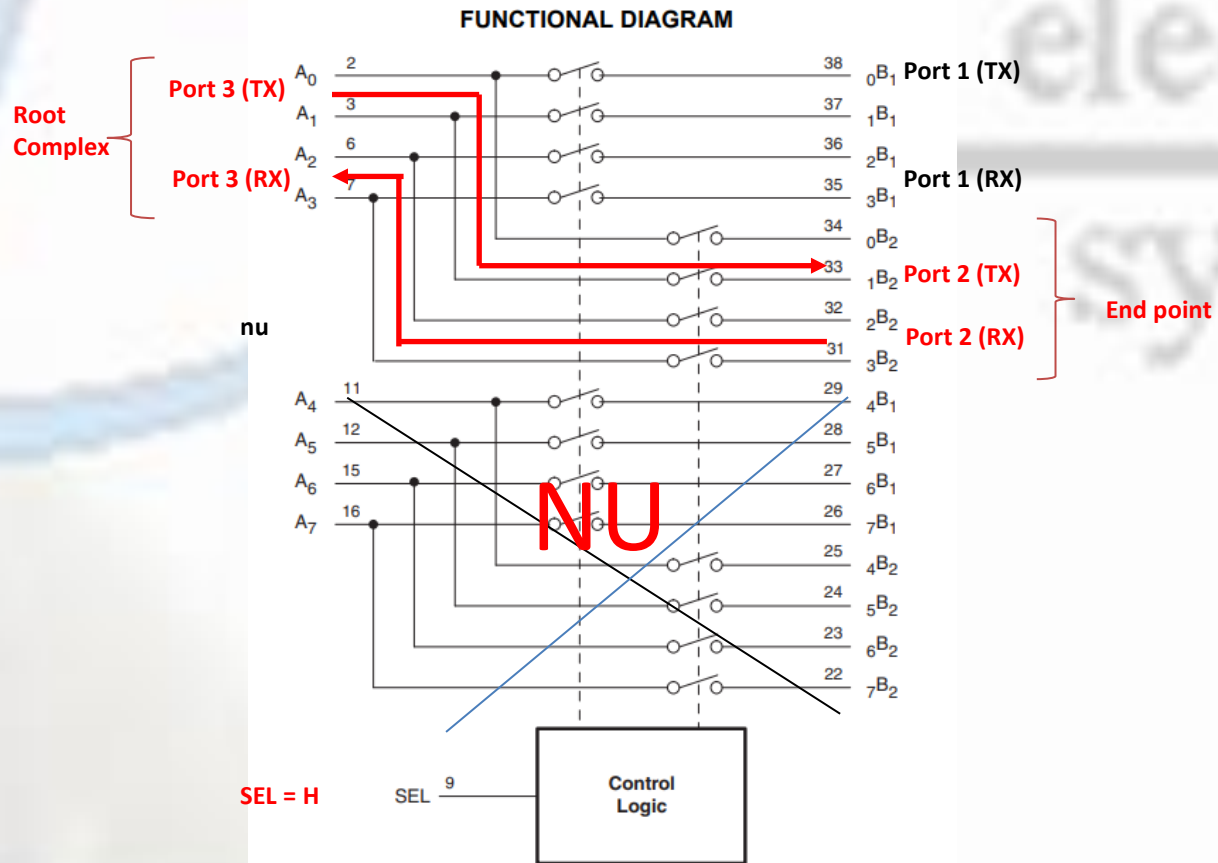 FUNCTIONAL DIAGRAM
ele
sy
Root
Complex
Port 3 (TX)
Port 3 (RX)
A0 2 38 0B1 Port 1 (TX)
A1 3 37 1B1
A2 6 36 2B1
A3 7 35 3B1 Port 1 (RX)
34 0B2
33 1B2 Port 2 (TX)
32 2B2
31 3B2 Port 2 (RX)
End point
nu
A4 11 29 4B1
A5 12 28 5B1
A6 15 27 6B1
A7 16 26 7B1
NU
25 4B2
24 5B2
23 6B2
22 7B2
SEL = H
SEL 9
Control
Logic